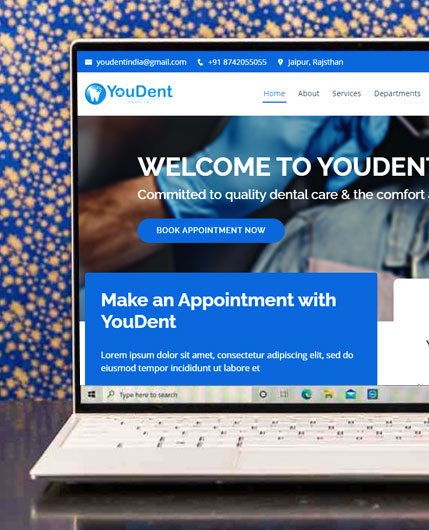 youdentindia@gmail.com +91 8742055055 Jaipur, Rajsthan
YouDent
Home About Services Departments
WELCOME TO YOUDENT
Committed to quality dental care & the comfort
BOOK APPOINTMENT NOW
Make an Appointment with
YouDent
Lorem ipsum dolor sit amet, consectetur adipiscing elit, sed do
eiusmod tempor incididunt ut labore et
Type here to search